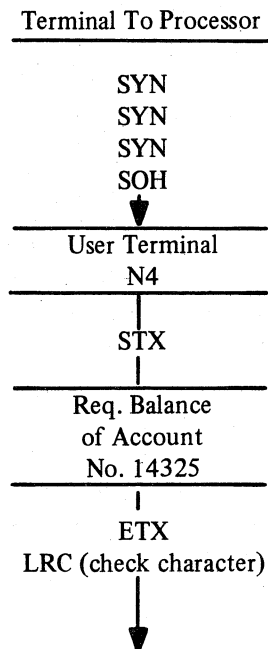 Terminal To Processor
SYN
SYN
SYN
SOH
User Terminal
N4
STX
Req. Balance
of Account
No. 14325
ETX
LRC (check character)